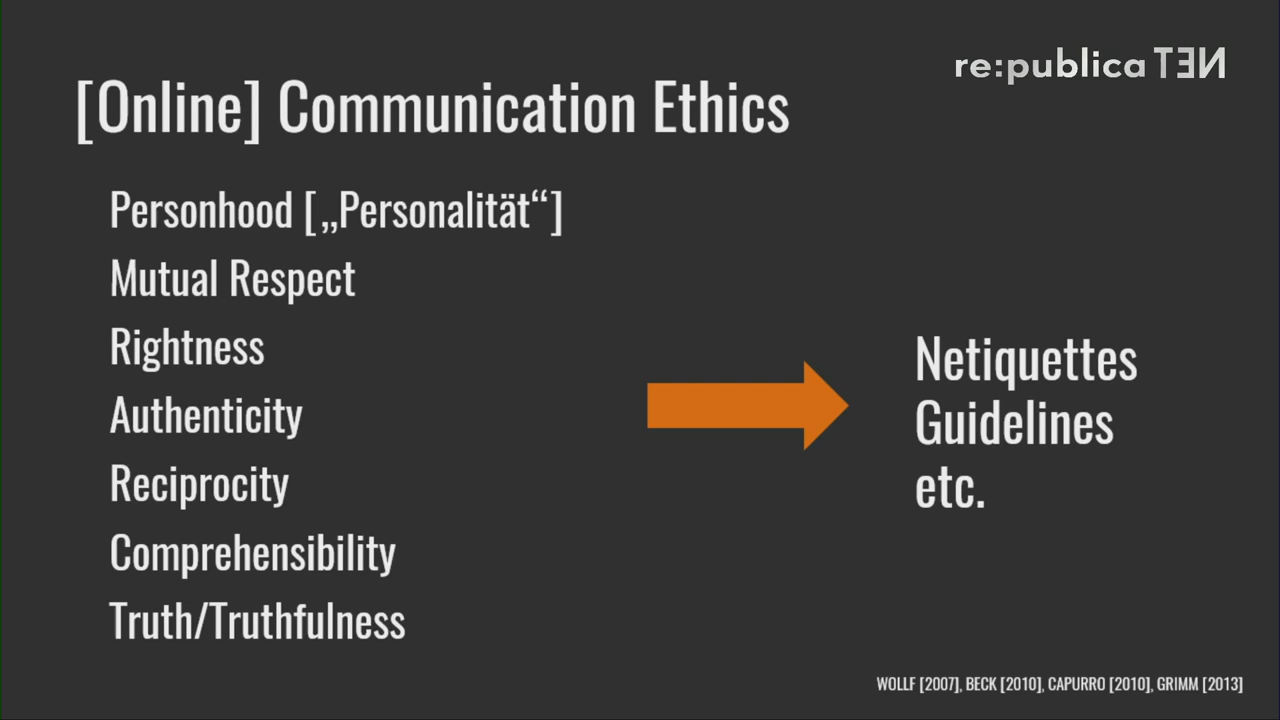 re:publica TEN
[Online] Communication Ethics
Personhood [„Personalität“]
Mutual Respect
Rightness
Authenticity
Reciprocity
Comprehensibility
Truth/Truthfulness
Netiquettes
Guidelines
etc.
WOLLF [2007], BECK [2010], CAPURRO [2010], GRIMM [2013]